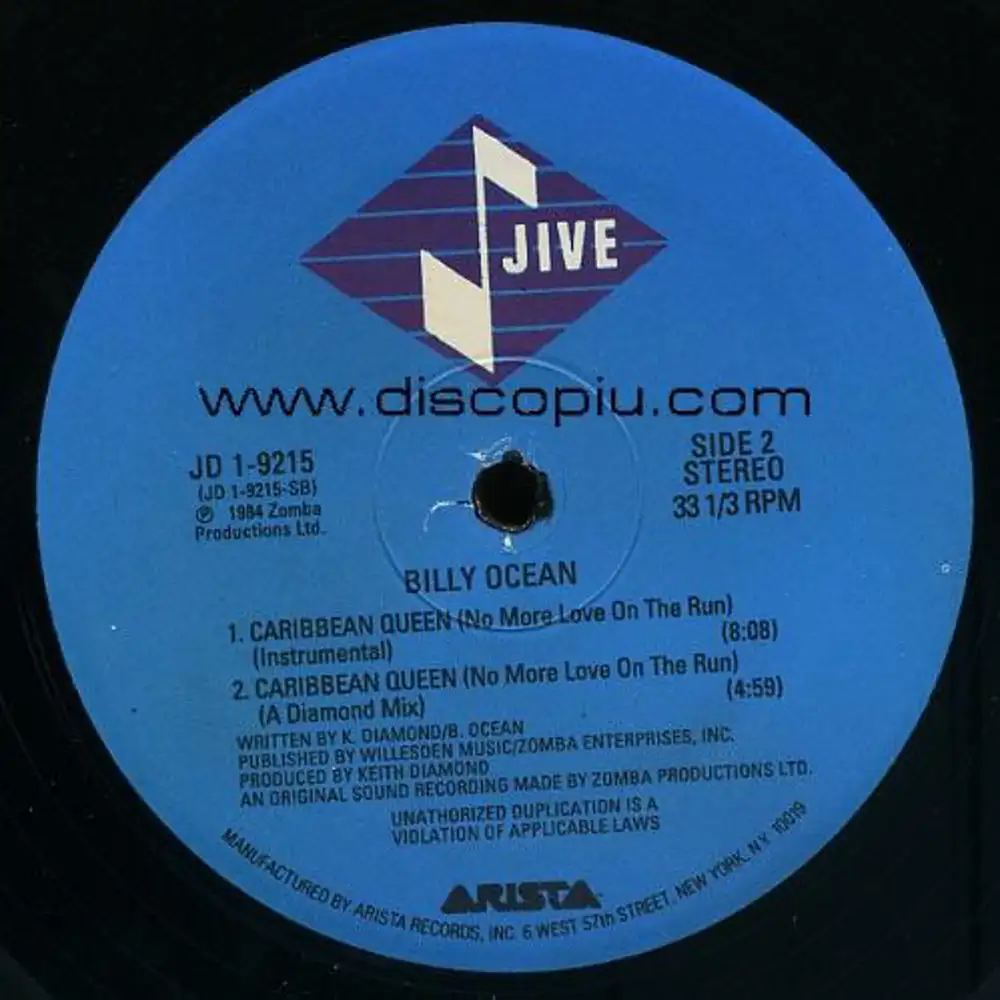 JIVE
www.discopiu.com
JD 1-9215
(JD 1-9215-SB)
℗ 1984 Zomba
Productions Ltd.
SIDE 2
STEREO
33 1/3 RPM
BILLY OCEAN
1. CARIBBEAN QUEEN (No More Love On The Run)
(Instrumental) (8:08)
2. CARIBBEAN QUEEN (No More Love On The Run)
(A Diamond Mix) (4:59)
WRITTEN BY K. DIAMOND/B. OCEAN
PUBLISHED BY WILLESDEN MUSIC/ZOMBA ENTERPRISES, INC.
PRODUCED BY KEITH DIAMOND
AN ORIGINAL SOUND RECORDING MADE BY ZOMBA PRODUCTIONS LTD.
UNATHORIZED DUPLICATION IS A
VIOLATION OF APPLICABLE LAWS
ARISTA
MANUFACTURED BY ARISTA RECORDS, INC. 6 WEST 57th STREET, NEW YORK, N.Y. 10019